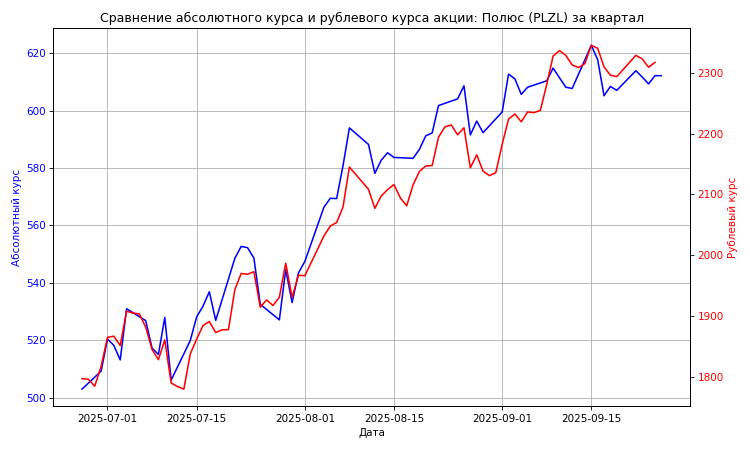 Сравнение абсолютного курса и рублевого курса акции: Полюс (PLZL) за квартал
Абсолютный курс
620
600
580
560
540
520
500
2300
2200
2100
2000
1900
1800
Рублевый курс
2025-07-01 2025-07-15 2025-08-01 2025-08-15 2025-09-01 2025-09-15
Дата